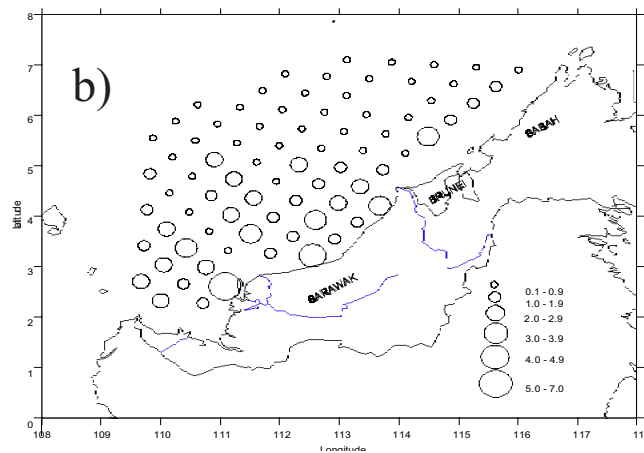 b)
8
7
6
5
4
3
2
1
0
latitude
SABAH
BRUNEI
SARAWAK
0.1 - 0.9
1.0 - 1.9
2.0 - 2.9
3.0 - 3.9
4.0 - 4.9
5.0 - 7.0
108 109 110 111 112 113 114 115 116 117 11
Longitude